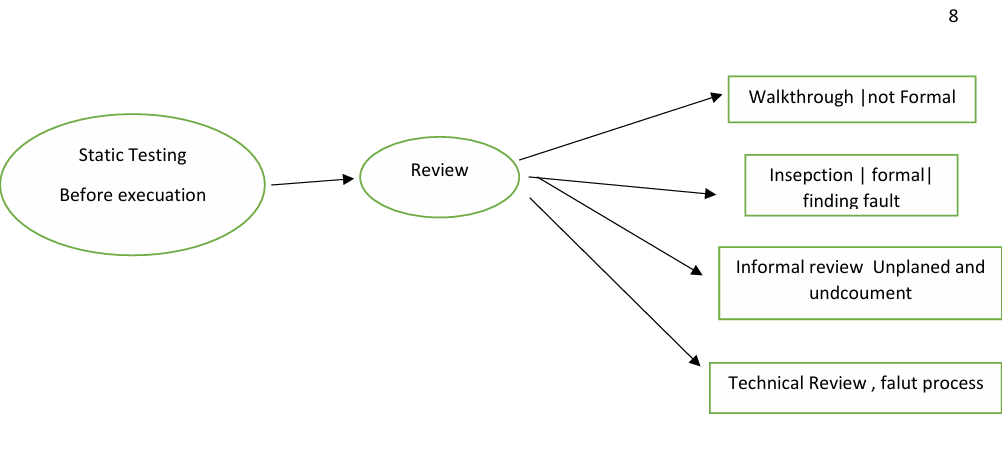 8
Static Testing
Before execuation
Review
Walkthrough |not Formal
Insepction | formal|
finding fault
Informal review  Unplaned and
undcoument
Technical Review , falut process